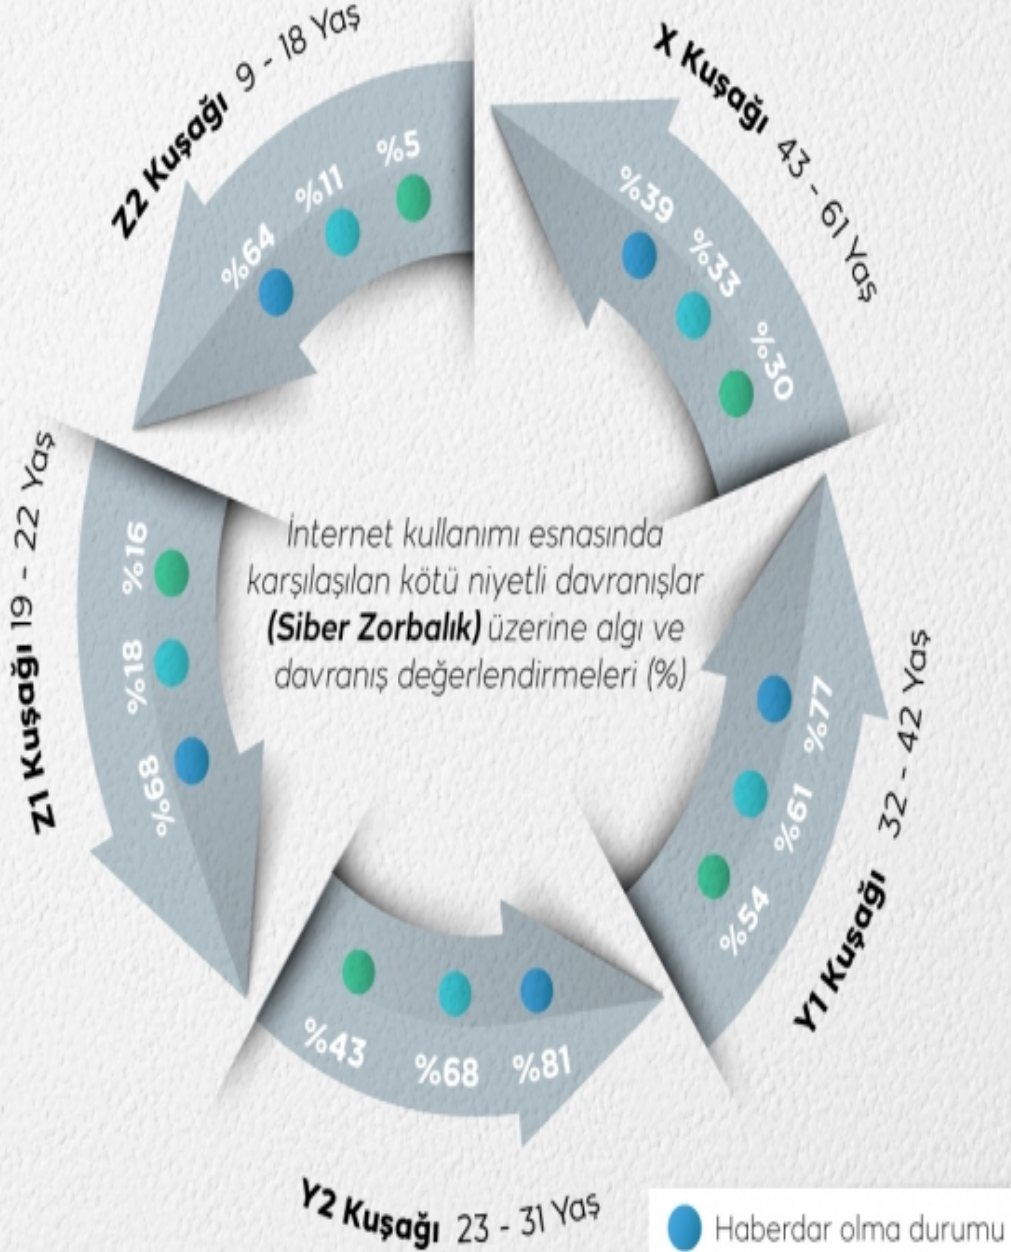 Z2 Kuşağı 9 - 18 Yaş
%64
%11
%5
X Kuşağı 43 - 61 Yaş
%39
%33
%30
Z1 Kuşağı 19 - 22 Yaş
%16
%18
%68
İnternet kullanımı esnasında
karşılaşılan kötü niyetli davranışlar
(Siber Zorbalık) üzerine algı ve
davranış değerlendirmeleri (%)
Y1 Kuşağı 32 - 42 Yaş
%77
%61
%54
Y2 Kuşağı 23 - 31 Yaş
%43
%68
%81
Haberdar olma durumu